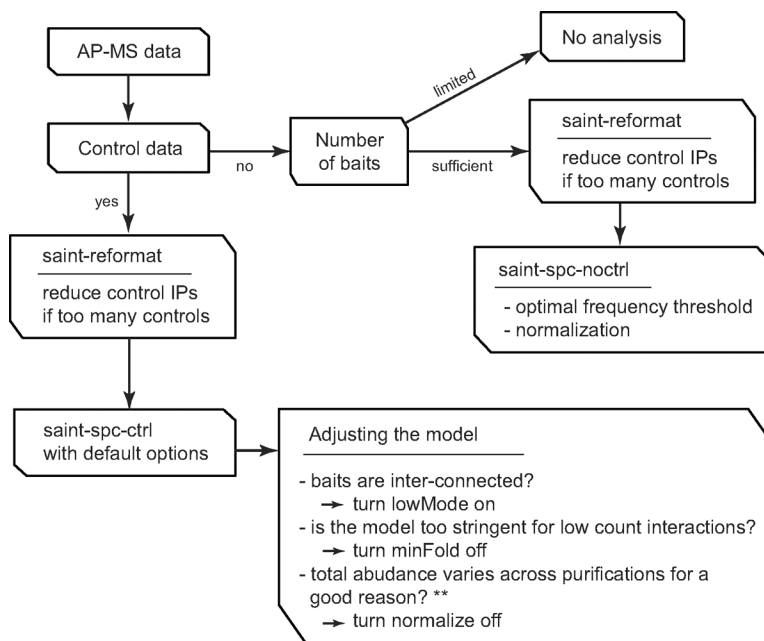 AP-MS data
No analysis
limited
Control data
no
Number
of baits
sufficient
saint-reformat
reduce control IPs
if too many controls
yes
saint-reformat
reduce control IPs
if too many controls
saint-spc-noctrl
- optimal frequency threshold
- normalization
saint-spc-ctrl
with default options
Adjusting the model
- baits are inter-connected?
→ turn lowMode on
- is the model too stringent for low count interactions?
→ turn minFold off
- total abudance varies across purifications for a
good reason? **
→ turn normalize off